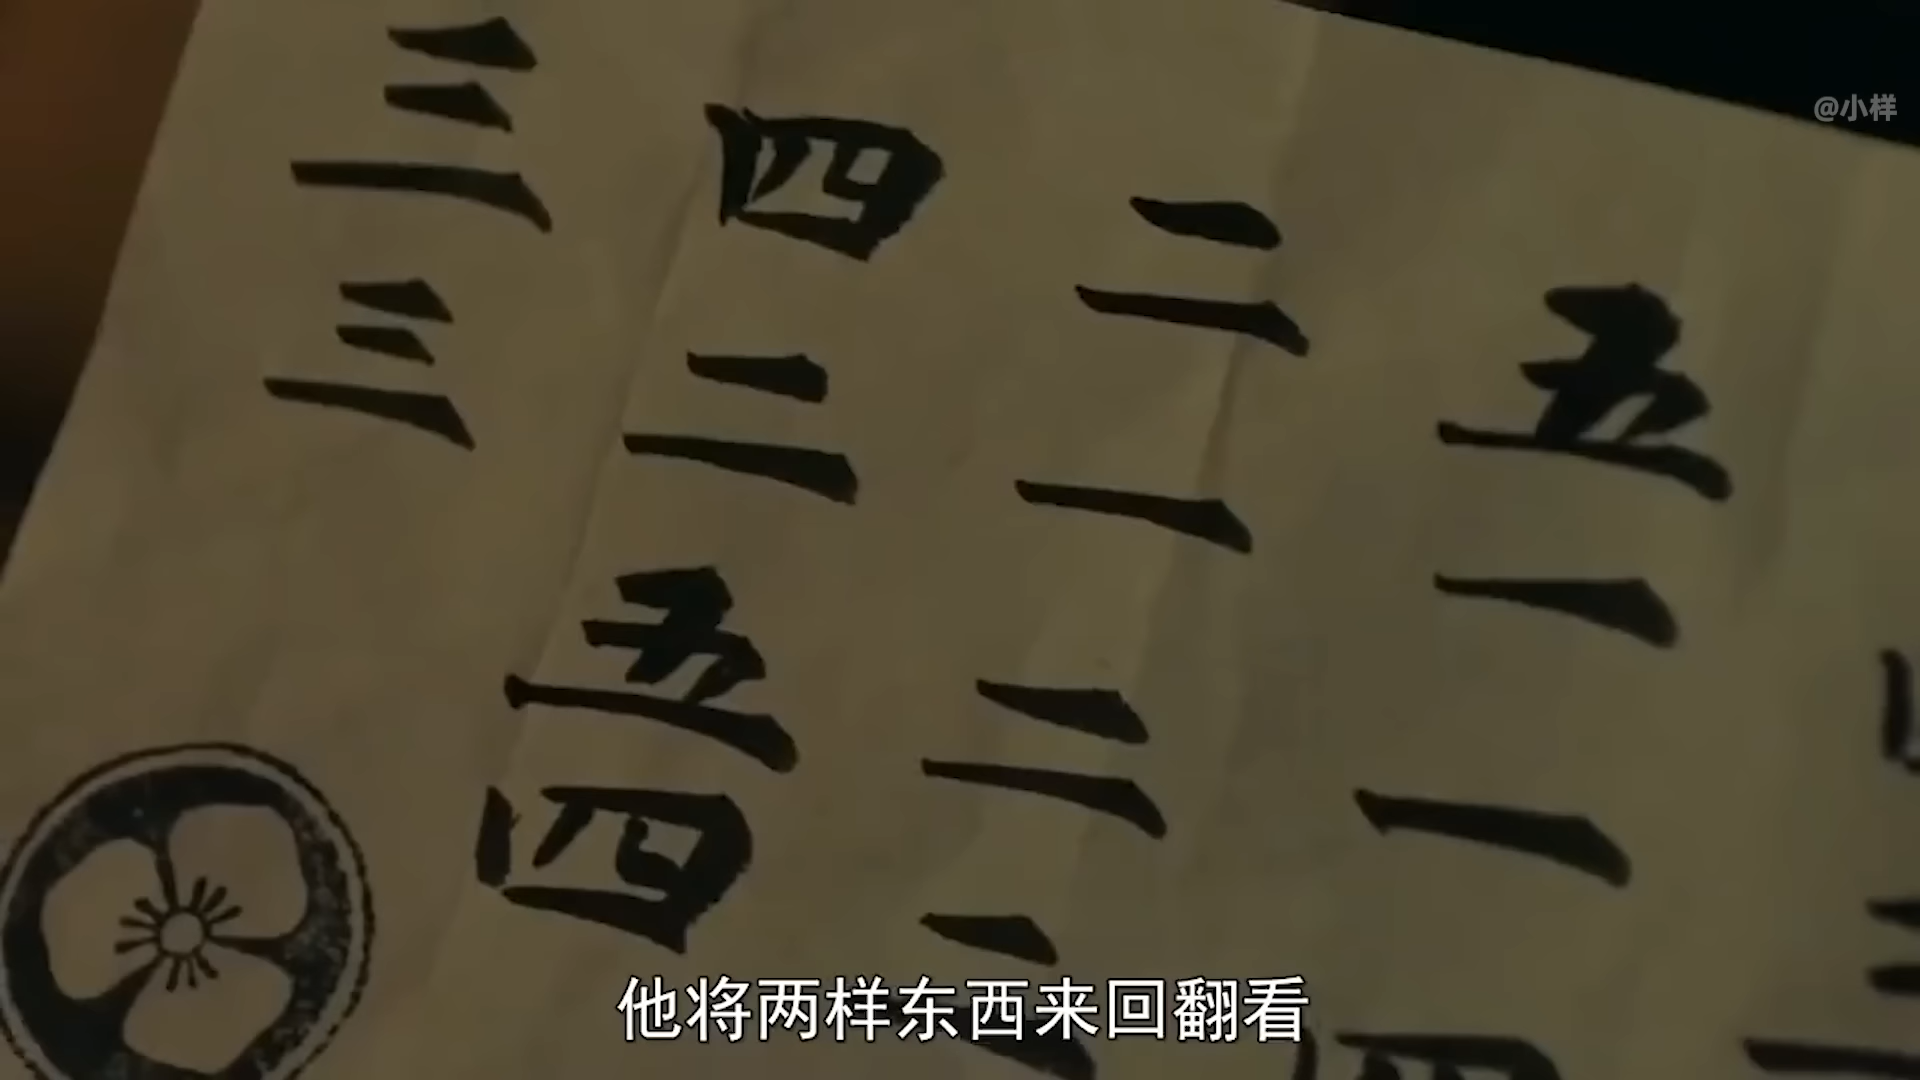 @小样
五一一
二一二
四二五四
三三
他将两样东西来回翻看